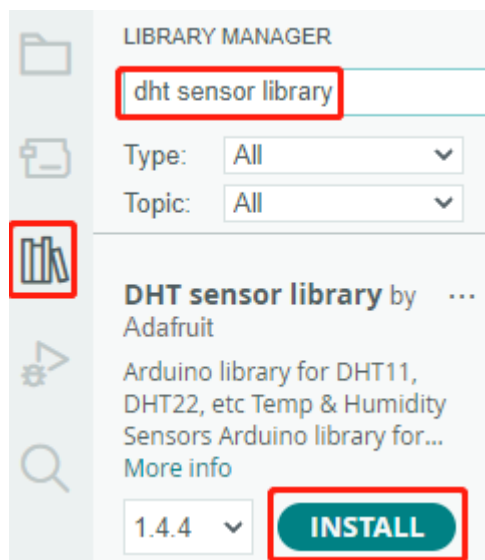 LIBRARY MANAGER
dht sensor library
Type: All
Topic: All
DHT sensor library by ...
Adafruit
Arduino library for DHT11,
DHT22, etc Temp & Humidity
Sensors Arduino library for...
More info
1.4.4 INSTALL